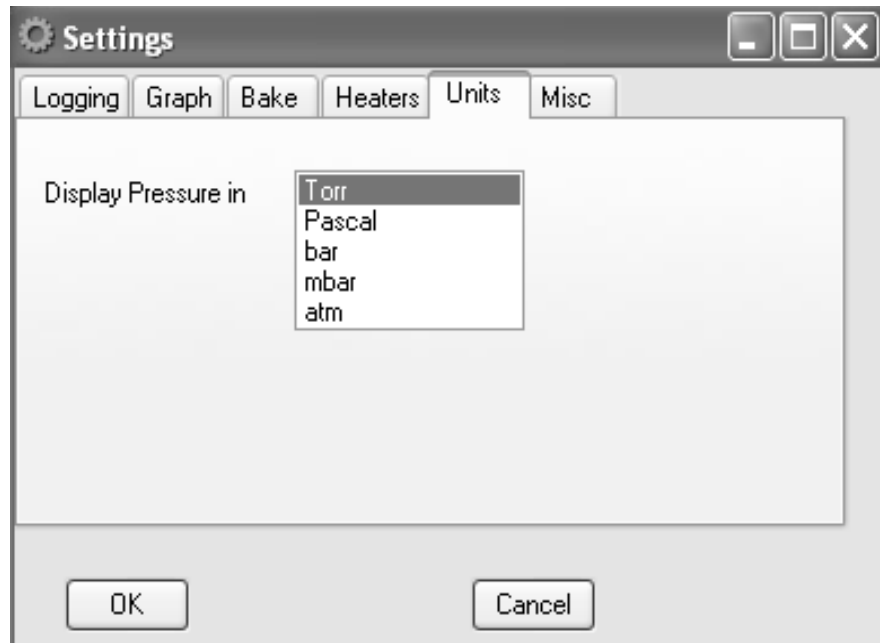 Settings
Logging Graph Bake Heaters Units Misc
Display Pressure in
Torr
Pascal
bar
mbar
atm
OK Cancel